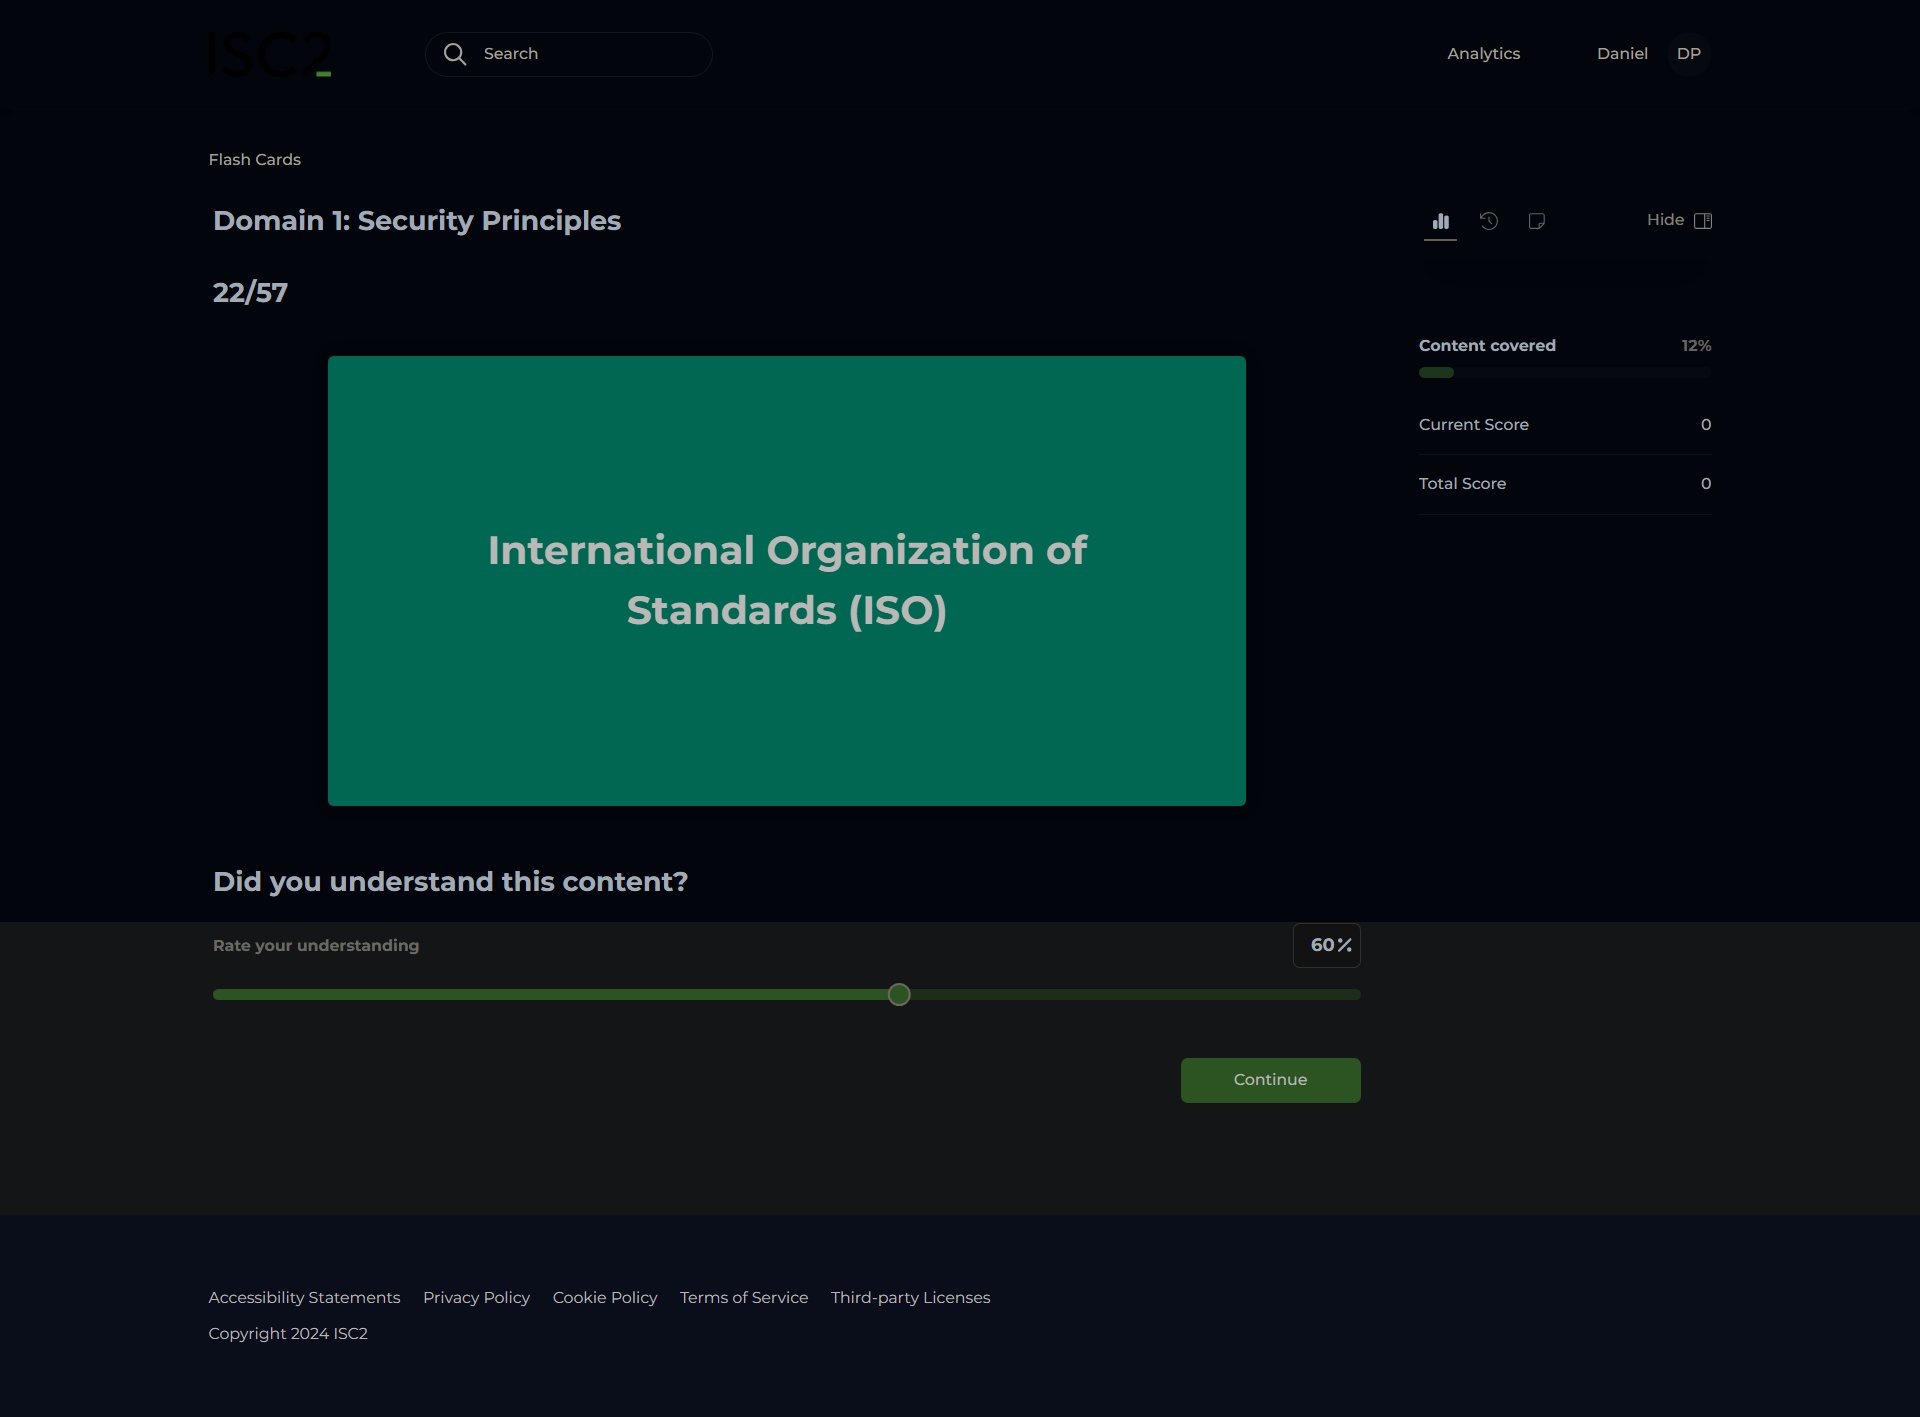 ISC2
Search
Analytics
Daniel
DP
Flash Cards
Domain 1: Security Principles
Hide
22/57
Content covered
12%
Current Score
0
Total Score
0
International Organization of
Standards (ISO)
Did you understand this content?
Rate your understanding
60%
Continue
Accessibility Statements
Privacy Policy
Cookie Policy
Terms of Service
Third-party Licenses
Copyright 2024 ISC2